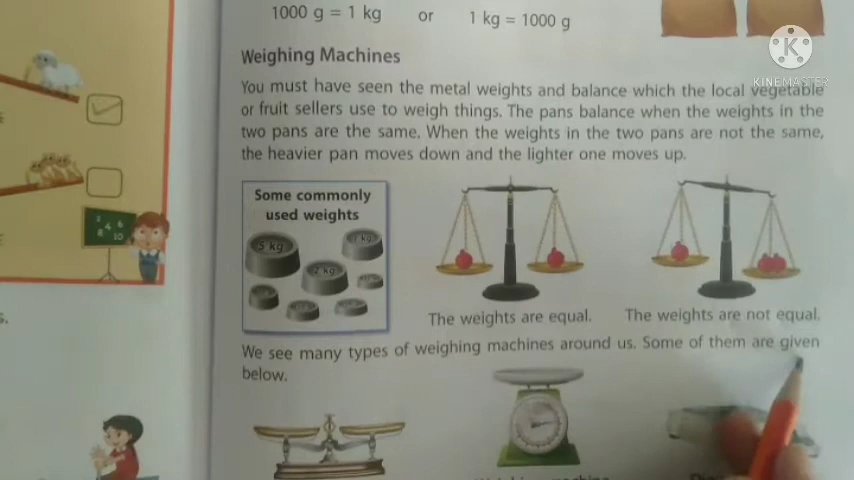 1000 g = 1 kg or 1 kg = 1000 g
KINEMASTER
Weighing Machines
You must have seen the metal weights and balance which the local vegetable
or fruit sellers use to weigh things. The pans balance when the weights in the
two pans are the same. When the weights in the two pans are not the same,
the heavier pan moves down and the lighter one moves up.
Some commonly
used weights
5 kg
1 kg
2 kg
The weights are equal.
The weights are not equal.
We see many types of weighing machines around us. Some of them are given
below.